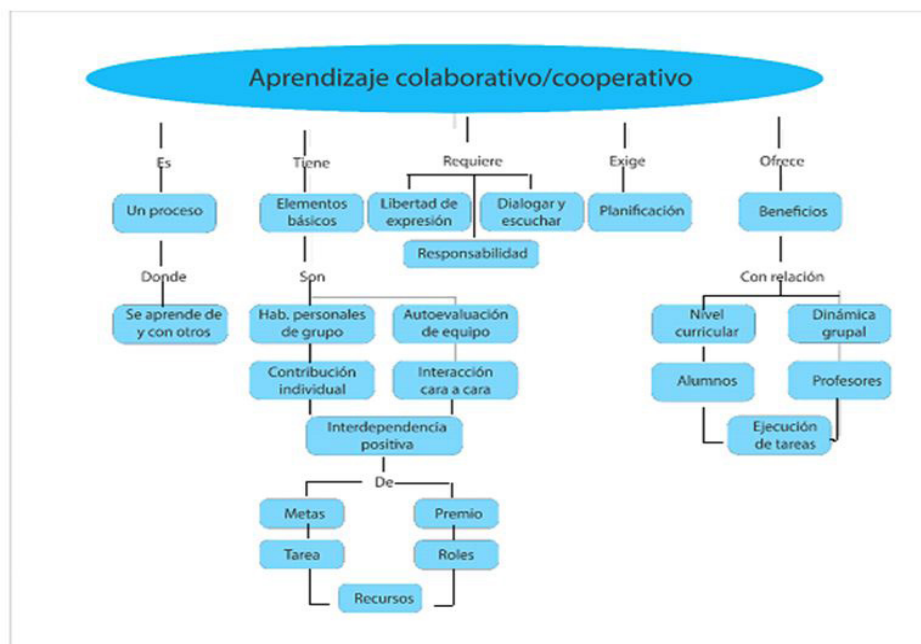 Aprendizaje colaborativo/cooperativo
Es
Tiene
Requiere
Exige
Ofrece
Un proceso
Elementos
básicos
Libertad de
expresión
Dialogar y
escuchar
Responsabilidad
Planificación
Beneficios
Donde
Son
Con relación
Se aprende de
y con otros
Hab. personales
de grupo
Autoevaluación
de equipo
Nivel
curricular
Dinámica
grupal
Contribución
individual
Interacción
cara a cara
Alumnos
Profesores
Interdependencia
positiva
Ejecución
de tareas
De
Metas
Premio
Tarea
Roles
Recursos